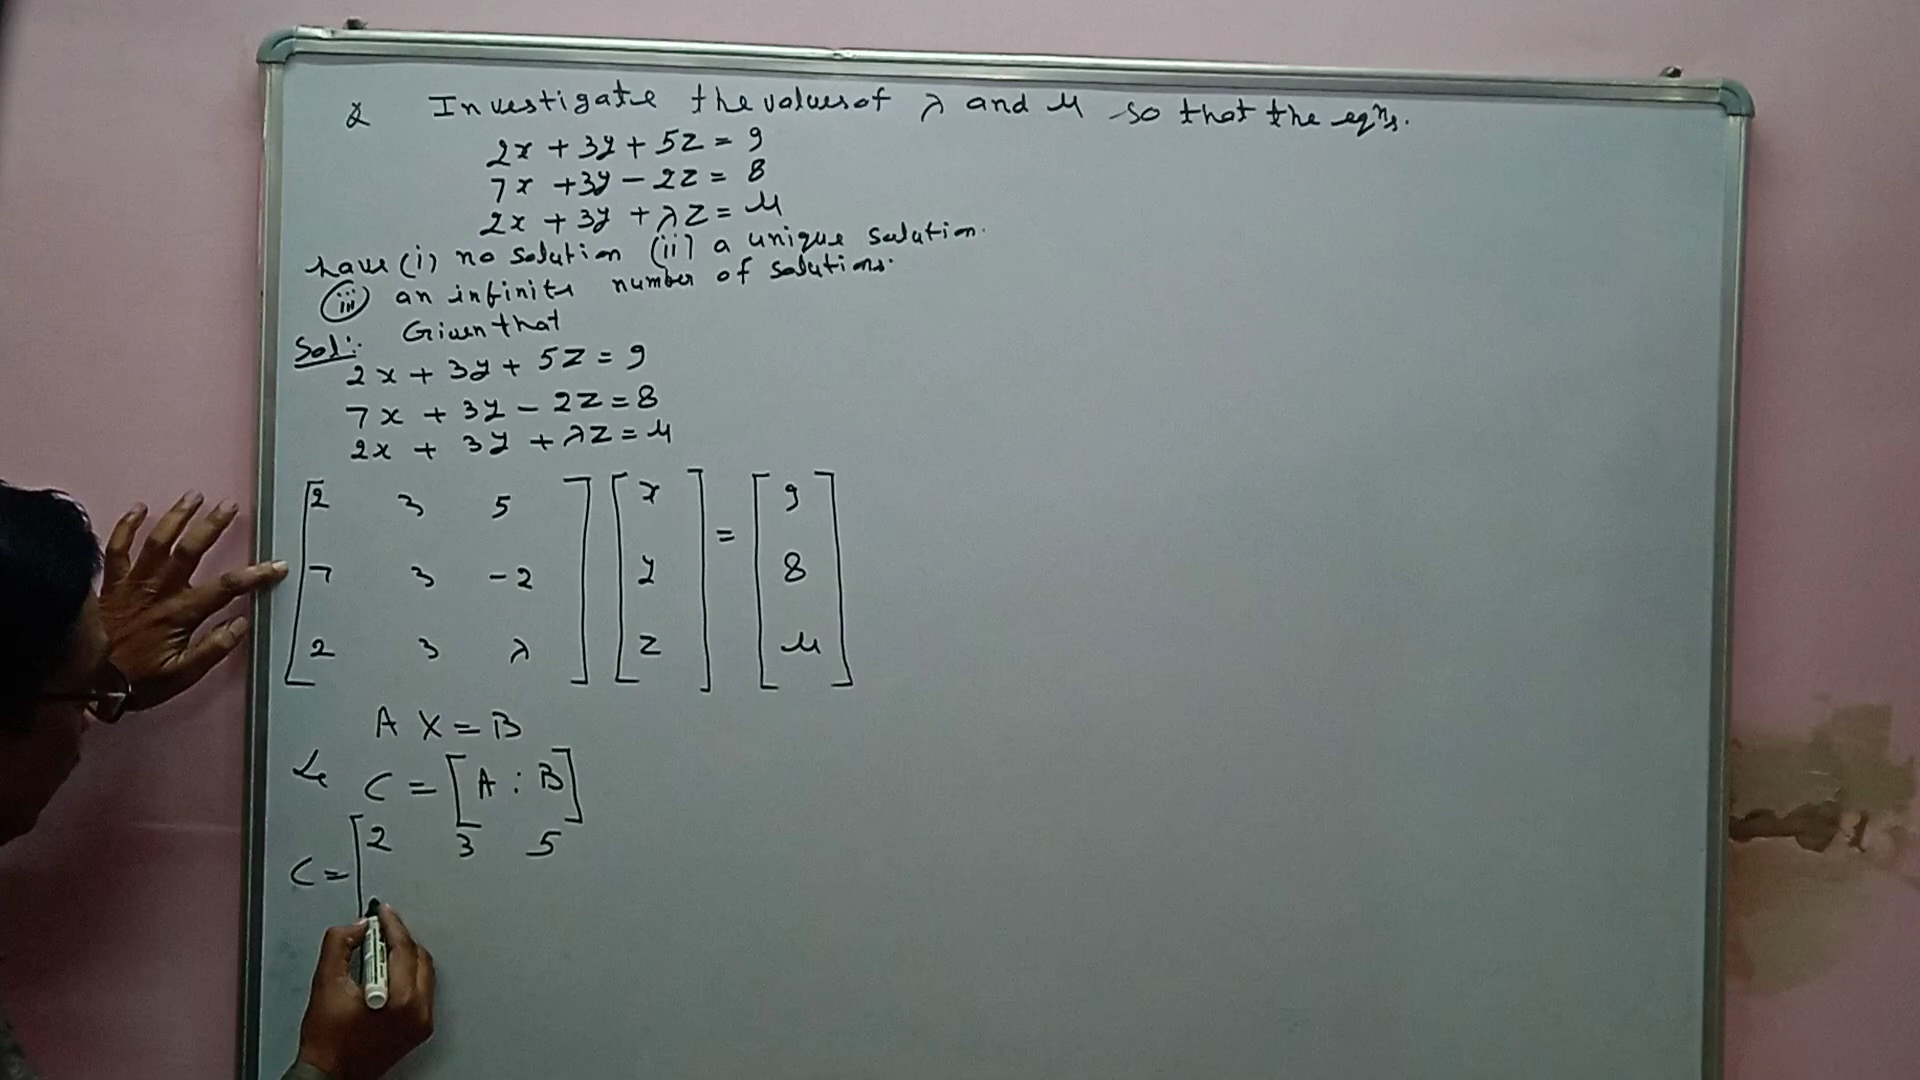 Q Investigate the values of λ and μ so that the eqⁿs.
2x + 3y + 5z = 9
7x + 3y - 2z = 8
2x + 3y + λz = μ
have (i) no solution (ii) a unique solution.
(iii) an infinite number of solutions.
Solⁿ: Given that
2x + 3y + 5z = 9
7x + 3y - 2z = 8
2x + 3y + λz = μ
[2 3 5] [x] = [9]
[7 3 -2] [y] [8]
[2 3 λ] [z] [μ]
A X = B
C = [A : B]
C = [2 3 5